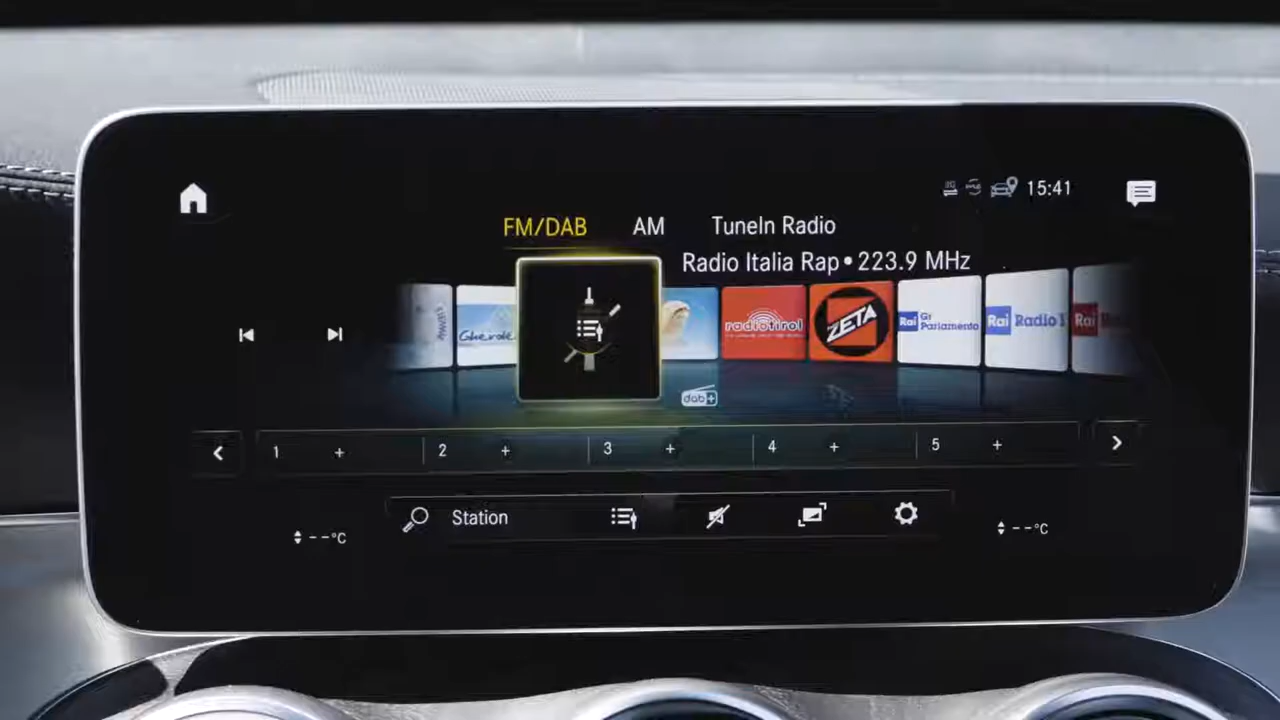 15:41
FM/DAB AM TuneIn Radio
Radio Italia Rap • 223.9 MHz
radiotirol
ZETA
Rai Gr Parlamento
Rai Radio 1
Rai
dab+
1 + 2 + 3 + 4 + 5 +
Station
--°C
--°C